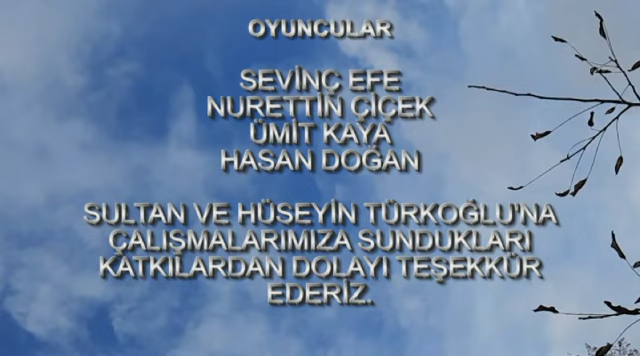 OYUNCULAR
SEVİNÇ EFE
NURETTİN ÇİÇEK
ÜMİT KAYA
HASAN DOĞAN
SULTAN VE HÜSEYİN TÜRKOĞLU'NA
ÇALIŞMALARIMIZA SUNDUKLARI
KATKILARDAN DOLAYI TEŞEKKÜR
EDERİZ.